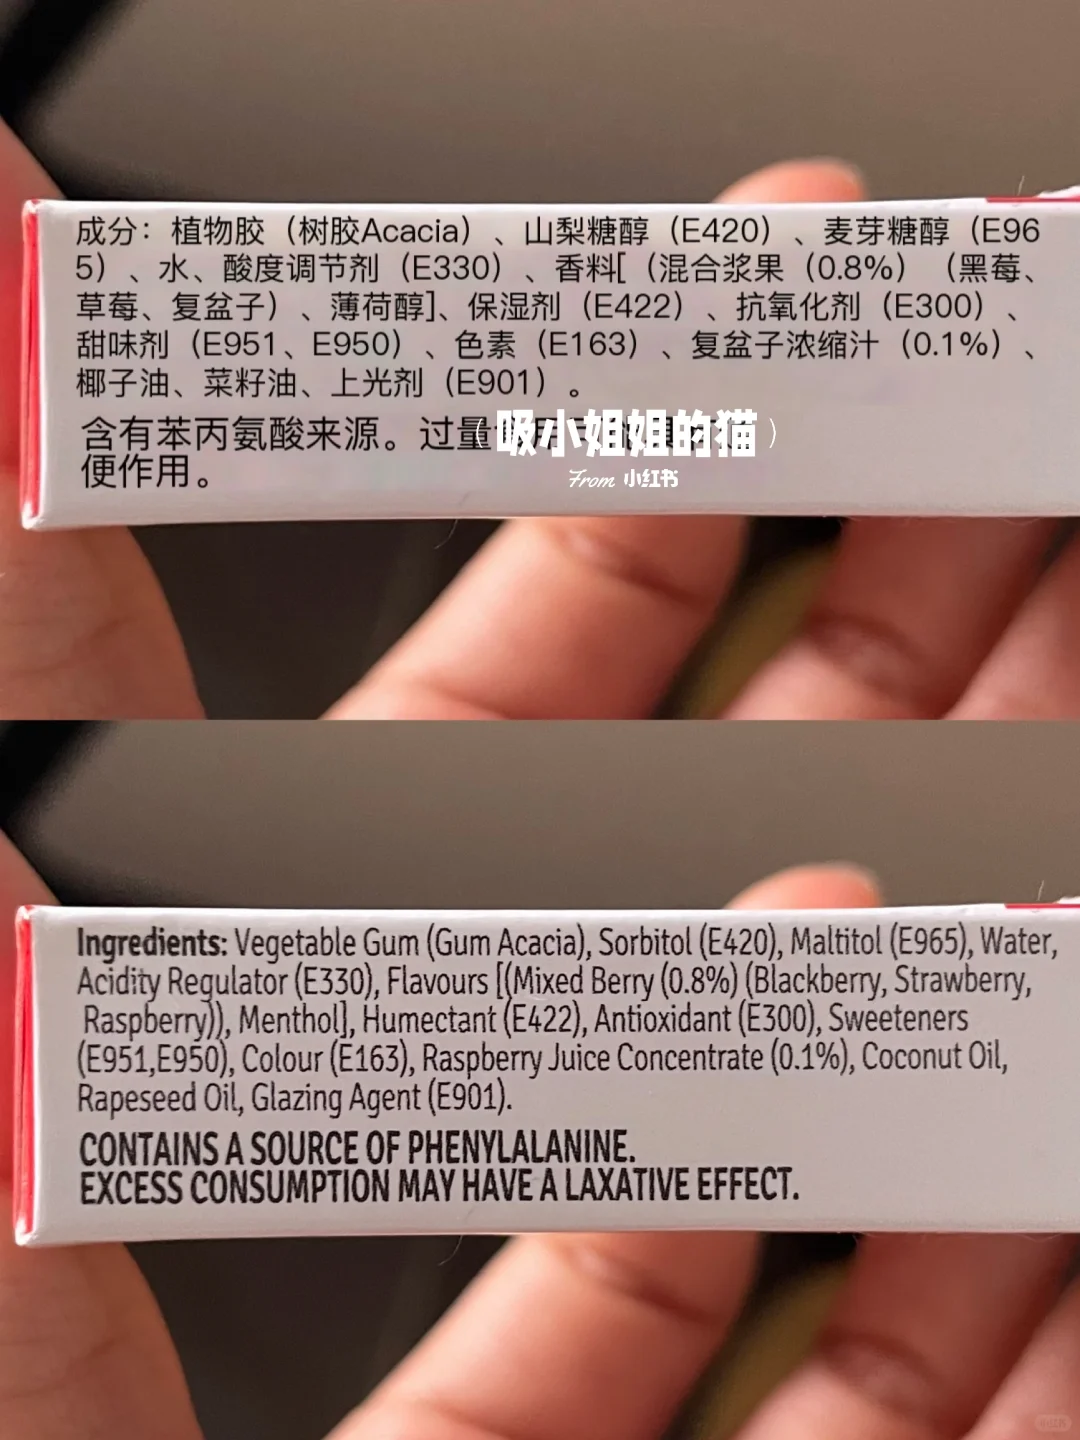 成分：植物胶（树胶Acacia）、山梨糖醇（E420）、麦芽糖醇（E96
5）、水、酸度调节剂（E330）、香料[（混合浆果（0.8%）（黑莓、
草莓、复盆子）、薄荷醇]、保湿剂（E422）、抗氧化剂（E300）、
甜味剂（E951、E950）、色素（E163）、复盆子浓缩汁（0.1%）、
椰子油、菜籽油、上光剂（E901）。
含有苯丙氨酸来源。过量
便作用。
（吸小姐姐的猫）
From 小红书
Ingredients: Vegetable Gum (Gum Acacia), Sorbitol (E420), Maltitol (E965), Water,
Acidity Regulator (E330), Flavours [(Mixed Berry (0.8%) (Blackberry, Strawberry,
Raspberry)), Menthol], Humectant (E422), Antioxidant (E300), Sweeteners
(E951,E950), Colour (E163), Raspberry Juice Concentrate (0.1%), Coconut Oil,
Rapeseed Oil, Glazing Agent (E901).
CONTAINS A SOURCE OF PHENYLALANINE.
EXCESS CONSUMPTION MAY HAVE A LAXATIVE EFFECT.
小红书